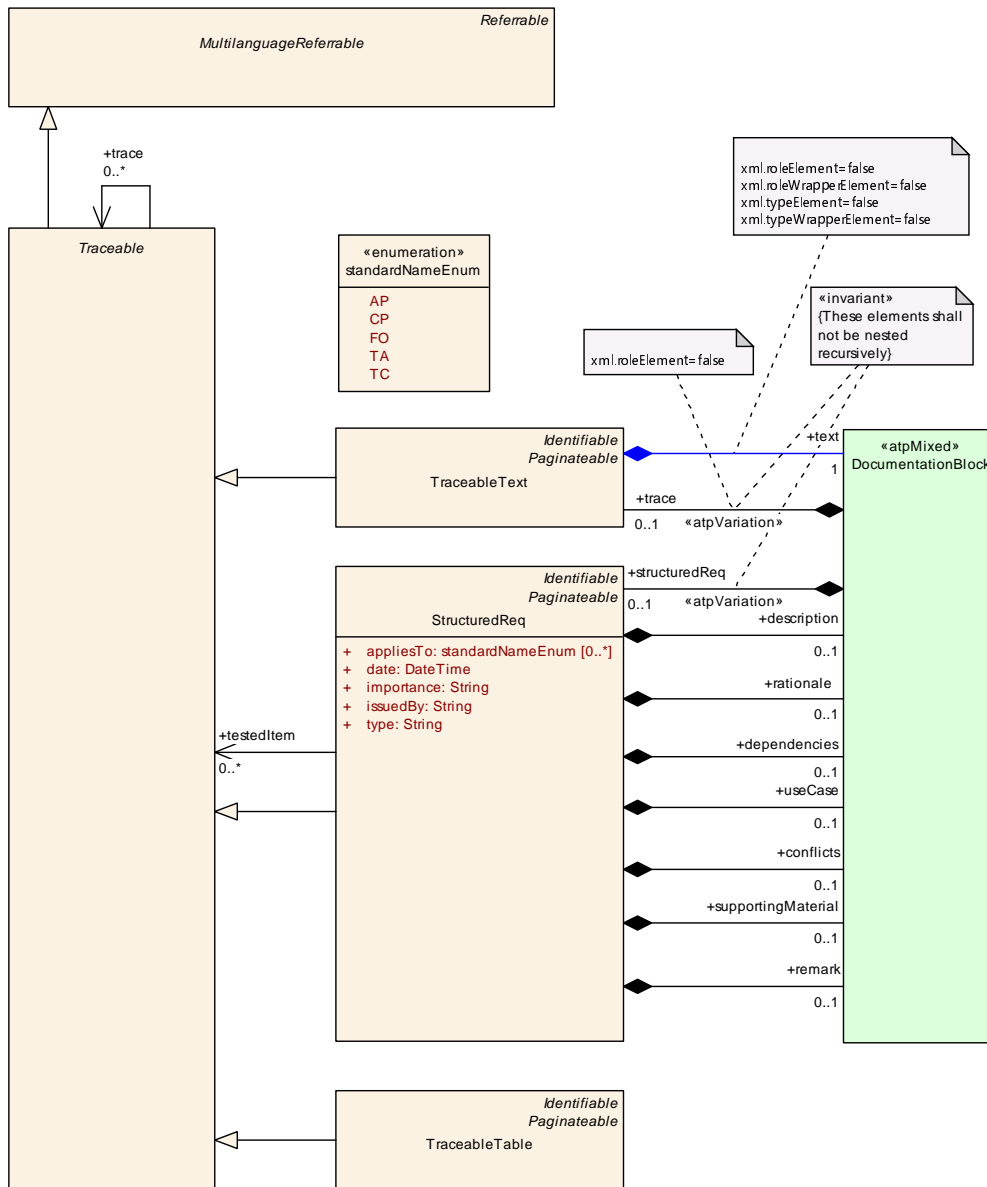 Referrable
MultilanguageReferrable
+trace
0..*
Traceable
«enumeration»
standardNameEnum
AP
CP
FO
TA
TC
xml.roleElement=false
xml.roleWrapperElement=false
xml.typeElement=false
xml.typeWrapperElement=false
«invariant»
{These elements shall
not be nested
recursively}
xml.roleElement=false
Identifiable
Paginateable
TraceableText
+text
1
«atpMixed»
DocumentationBlock
+trace
0..1
«atpVariation»
Identifiable
Paginateable
StructuredReq
+ appliesTo: standardNameEnum [0..*]
+ date: DateTime
+ importance: String
+ issuedBy: String
+ type: String
+structuredReq
0..1
«atpVariation»
+description
0..1
+rationale
0..1
+dependencies
0..1
+useCase
0..1
+conflicts
0..1
+supportingMaterial
0..1
+remark
0..1
+testedItem
0..*
Identifiable
Paginateable
TraceableTable